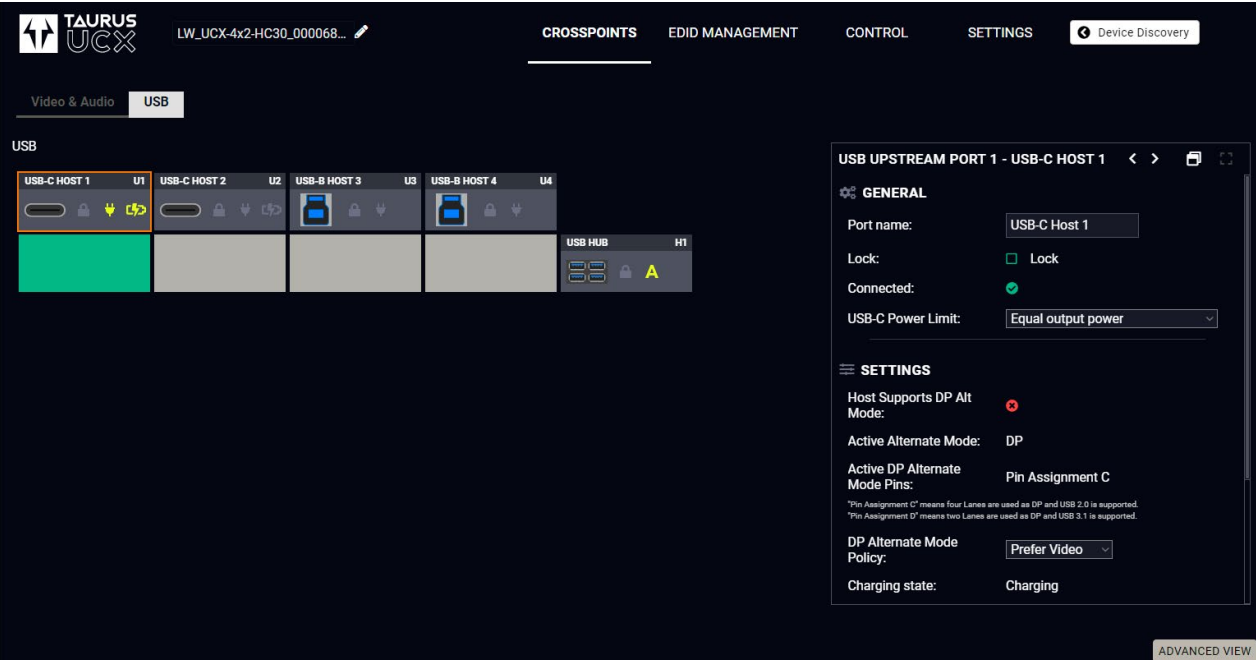 TAURUS
UCX
LW_UCX-4x2-HC30_000068...
CROSSPOINTS
EDID MANAGEMENT
CONTROL
SETTINGS
Device Discovery
Video & Audio
USB
USB
USB-C HOST 1 U1
USB-C HOST 2 U2
USB-B HOST 3 U3
USB-B HOST 4 U4
USB HUB H1
A
USB UPSTREAM PORT 1 - USB-C HOST 1
GENERAL
Port name: USB-C Host 1
Lock: Lock
Connected:
USB-C Power Limit: Equal output power
SETTINGS
Host Supports DP Alt
Mode:
Active Alternate Mode: DP
Active DP Alternate
Mode Pins: Pin Assignment C
"Pin Assignment C" means four Lanes are used as DP and USB 2.0 is supported.
"Pin Assignment D" means two Lanes are used as DP and USB 3.1 is supported.
DP Alternate Mode
Policy: Prefer Video
Charging state: Charging
ADVANCED VIEW